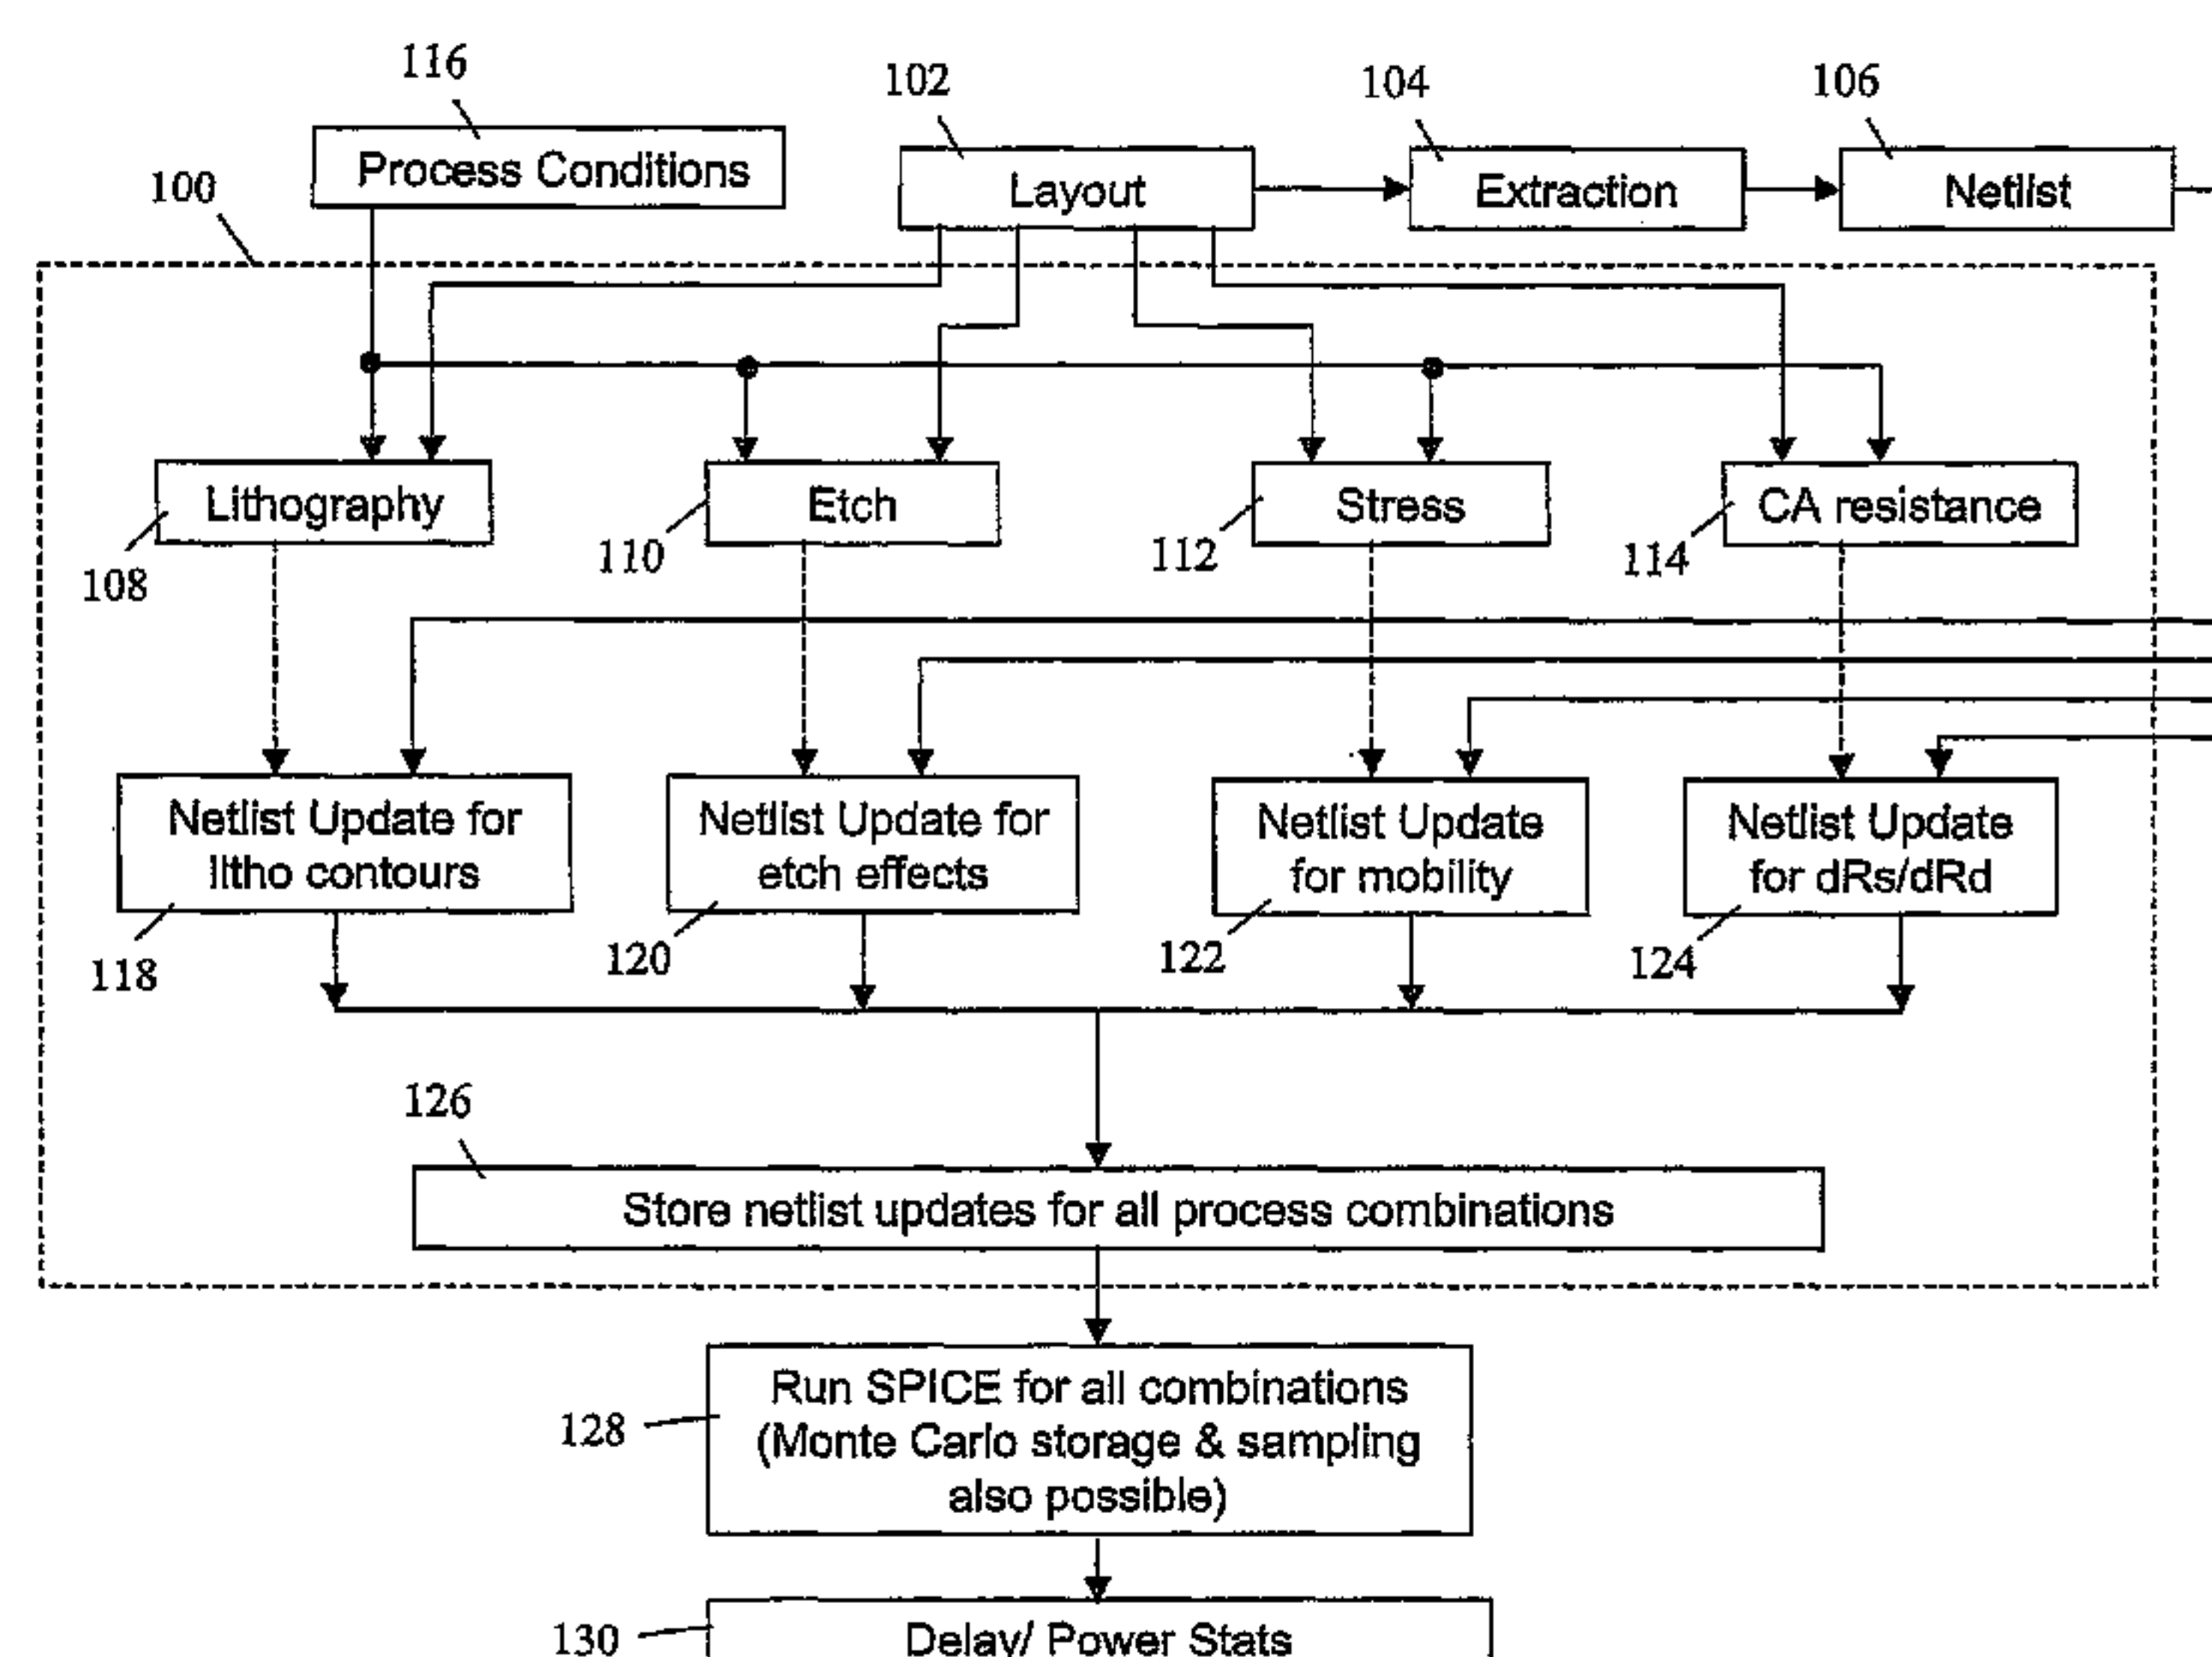 116
102
104
106
Process Conditions
Layout
Extraction
Netlist
100
Lithography
Etch
Stress
CA resistance
108
110
112
114
Netlist Update for
litho contours
Netlist Update for
etch effects
Netlist Update
for mobility
Netlist Update
for dRs/dRd
118
120
122
124
126
Store netlist updates for all process combinations
Run SPICE for all combinations
(Monte Carlo storage & sampling
also possible)
128
130
Delay/ Power Stats